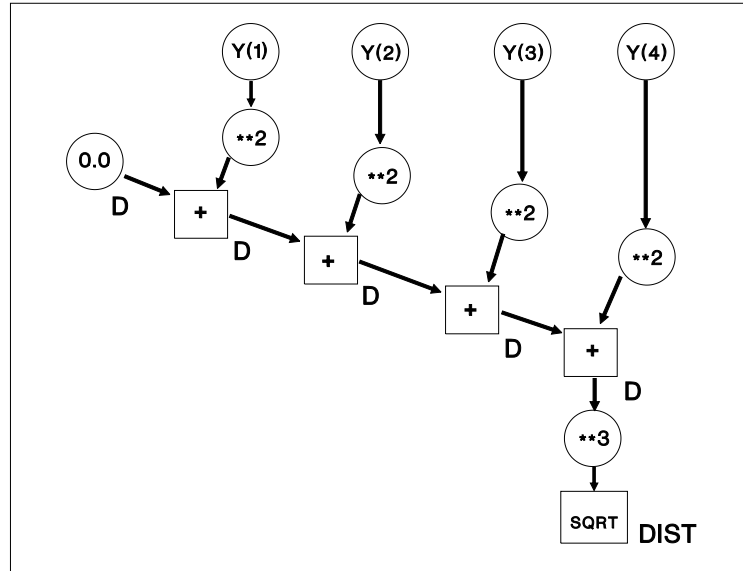 Y(1) Y(2) Y(3) Y(4)
**2
0.0
**2
D
+
**2
D
+
**2
D
+
D
+
D
**3
SQRT
DIST